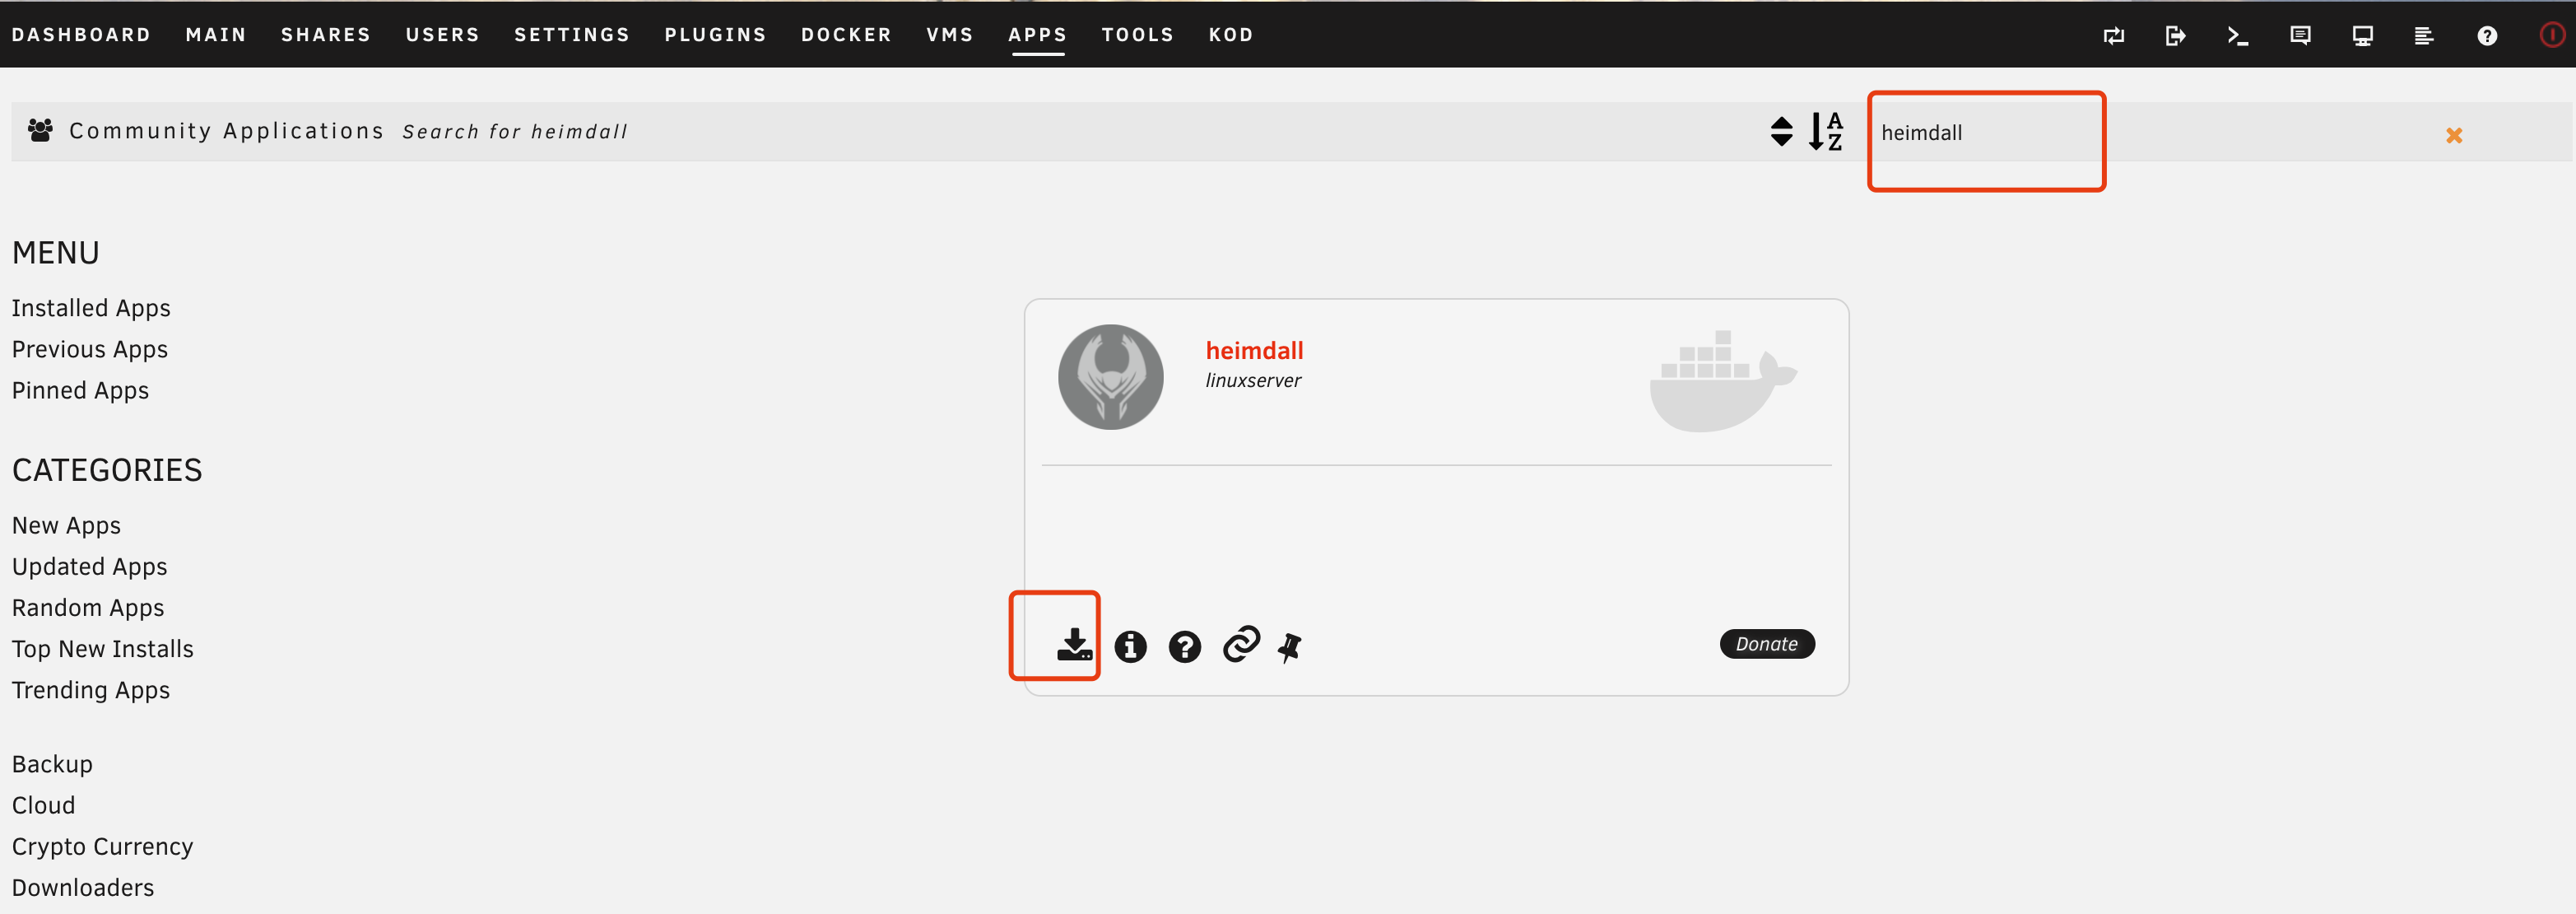 DASHBOARD MAIN SHARES USERS SETTINGS PLUGINS DOCKER VMS APPS TOOLS KOD
Community Applications Search for heimdall
A
Z
heimdall
MENU
Installed Apps
Previous Apps
Pinned Apps
CATEGORIES
New Apps
Updated Apps
Random Apps
Top New Installs
Trending Apps
Backup
Cloud
Crypto Currency
Downloaders
heimdall
linuxserver
Donate